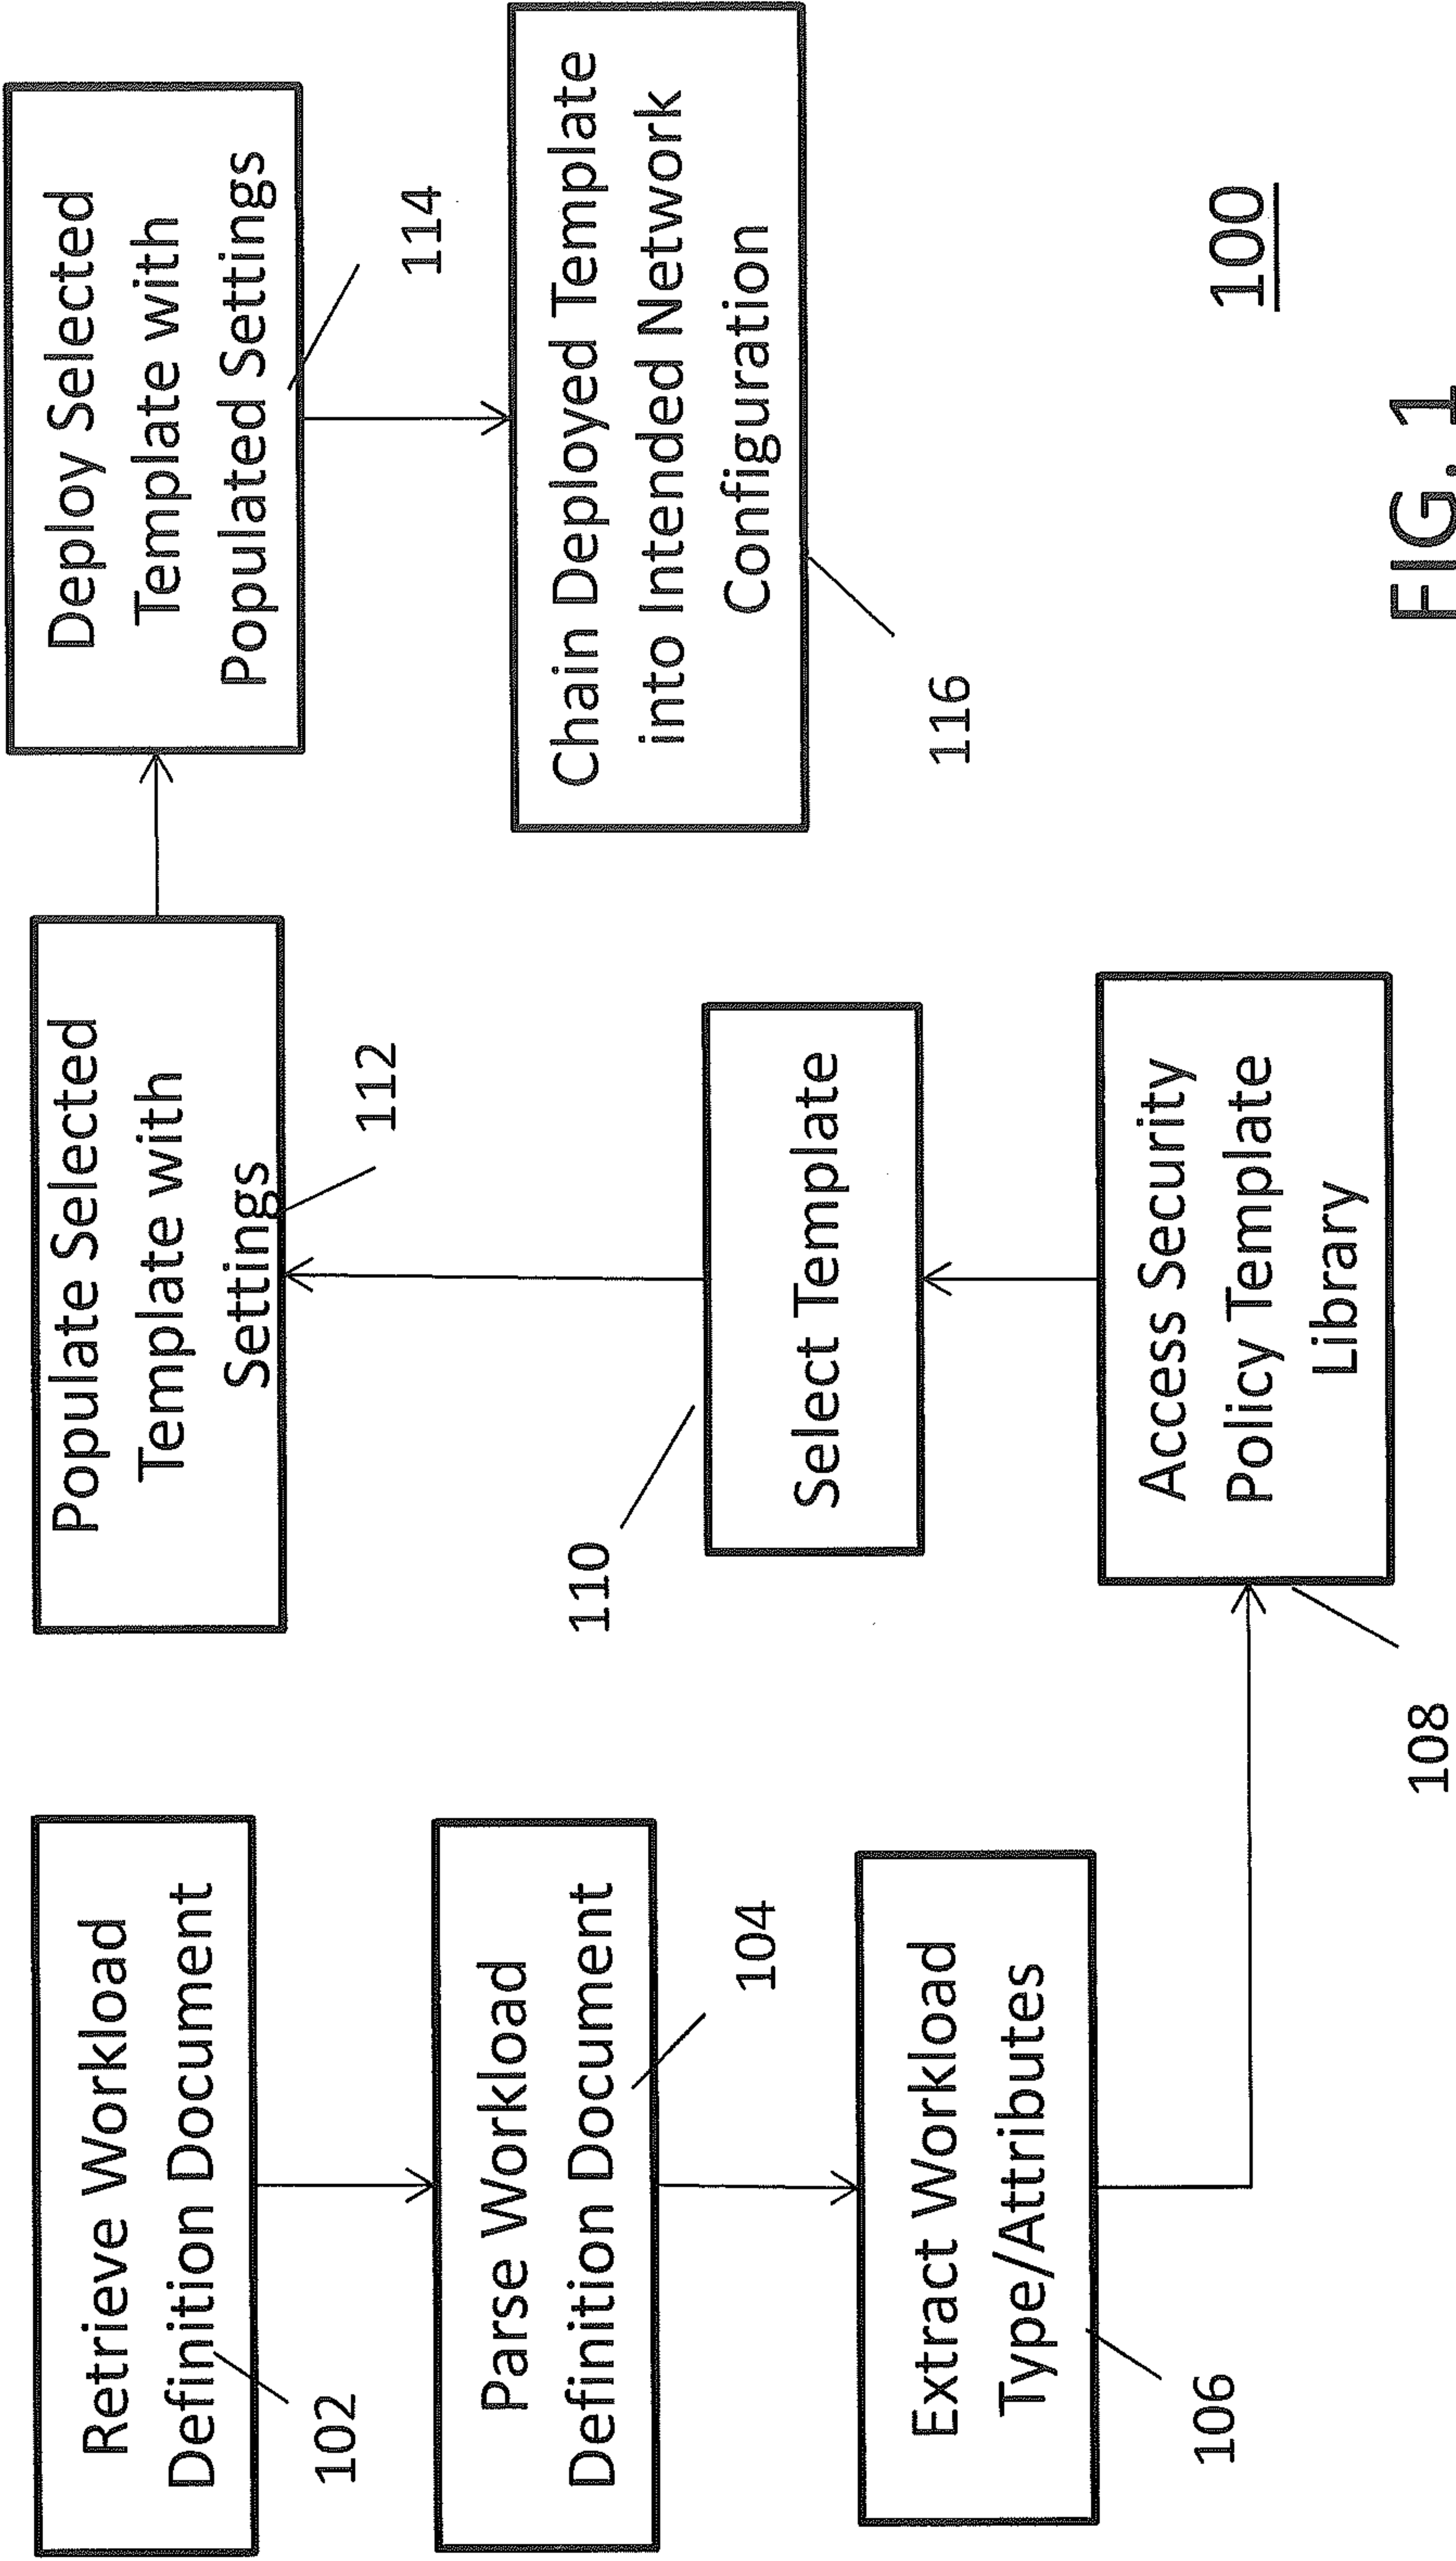 Retrieve Workload
Definition Document
102
Parse Workload
Definition Document
104
Extract Workload
Type/Attributes
106
108
Access Security
Policy Template
Library
Select Template
110
Populate Selected
Template with
Settings
112
Deploy Selected
Template with
Populated Settings
114
Chain Deployed Template
into Intended Network
Configuration
116
100
FIG. 1